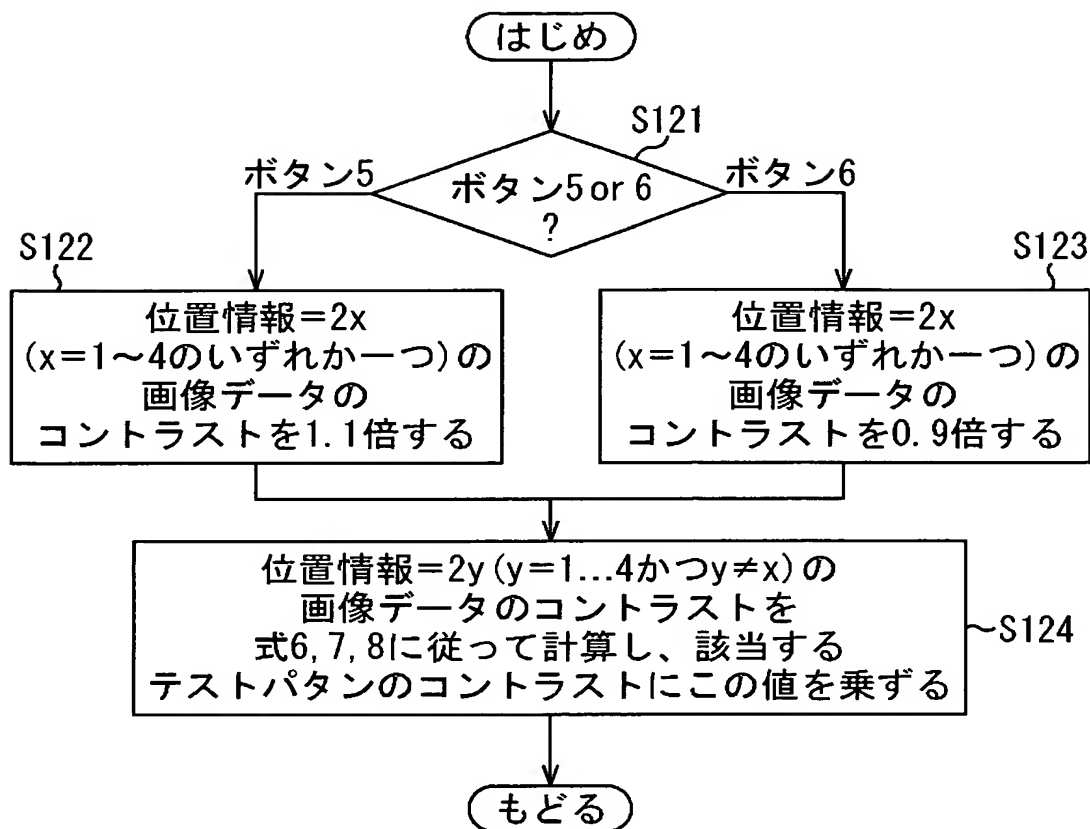 はじめ
S121
ボタン5
ボタン5 or 6
?
ボタン6
S122
位置情報=2x
(x=1~4のいずれか一つ)の
画像データの
コントラストを1.1倍する
S123
位置情報=2x
(x=1~4のいずれか一つ)の
画像データの
コントラストを0.9倍する
位置情報=2y(y=1...4かつy≠x)の
画像データのコントラストを
式6,7,8に従って計算し、該当する
テストパタンのコントラストにこの値を乗ずる
S124
もどる